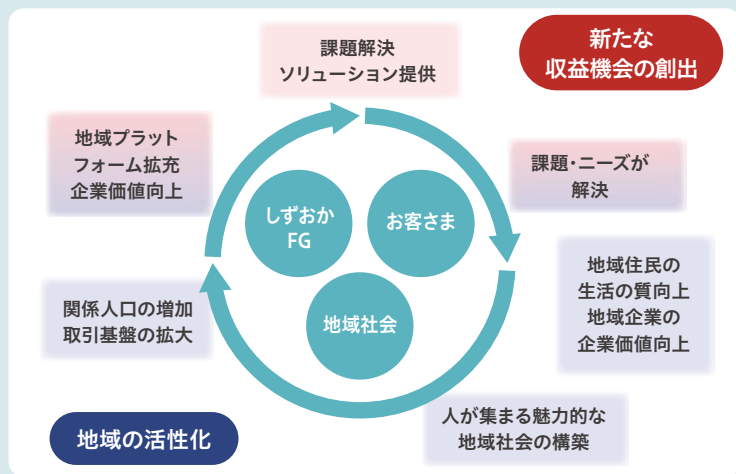 課題解決
ソリューション提供
新たな
収益機会の創出
地域プラット
フォーム拡充
企業価値向上
課題・ニーズが
解決
しずおか
FG
お客さま
地域社会
地域住民の
生活の質向上
地域企業の
企業価値向上
関係人口の増加
取引基盤の拡大
人が集まる魅力的な
地域社会の構築
地域の活性化